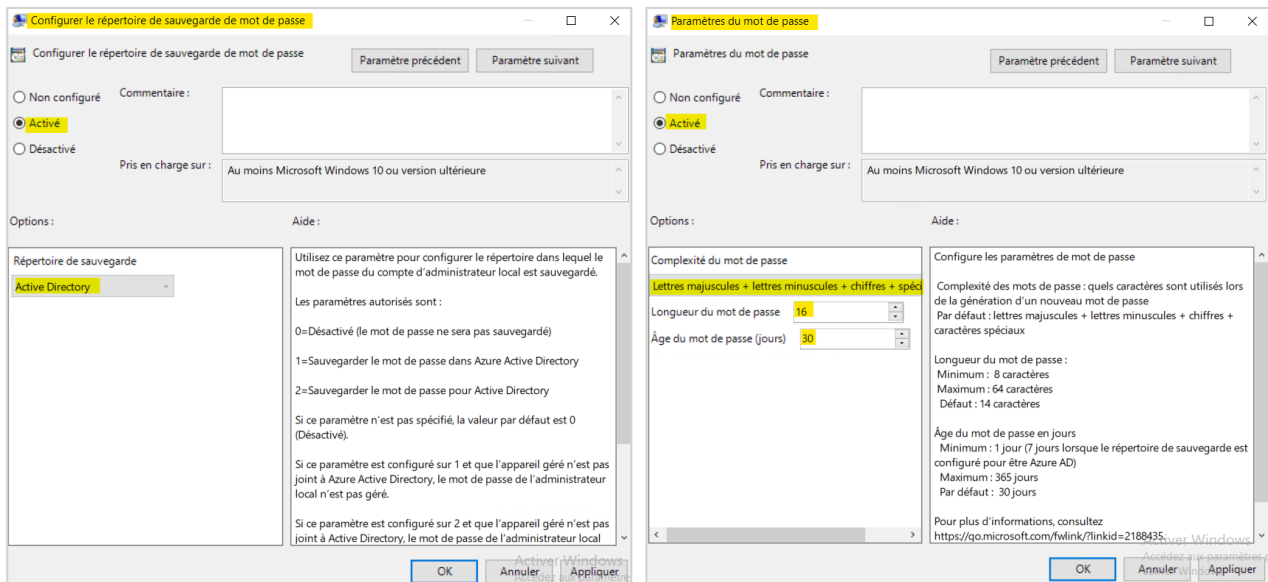 Configurer le répertoire de sauvegarde de mot de passe
Configurer le répertoire de sauvegarde de mot de passe
Paramètre précédent
Paramètre suivant
Non configuré
Commentaire :
Activé
Désactivé
Pris en charge sur :
Au moins Microsoft Windows 10 ou version ultérieure
Options :
Aide :
Répertoire de sauvegarde
Active Directory
Utilisez ce paramètre pour configurer le répertoire dans lequel le
mot de passe du compte d'administrateur local est sauvegardé.
Les paramètres autorisés sont :
0=Désactivé (le mot de passe ne sera pas sauvegardé)
1=Sauvegarder le mot de passe dans Azure Active Directory
2=Sauvegarder le mot de passe pour Active Directory
Si ce paramètre n'est pas spécifié, la valeur par défaut est 0
(Désactivé).
Si ce paramètre est configuré sur 1 et que l'appareil géré n'est pas
joint à Azure Active Directory, le mot de passe de l'administrateur
local n'est pas géré.
Si ce paramètre est configuré sur 2 et que l'appareil géré n'est pas
joint à Active Directory, le mot de passe de l'administrateur local
Activer Windows
Accédez aux paramètre
OK
Annuler
Appliquer
Paramètres du mot de passe
Paramètres du mot de passe
Paramètre précédent
Paramètre suivant
Non configuré
Commentaire :
Activé
Désactivé
Pris en charge sur :
Au moins Microsoft Windows 10 ou version ultérieure
Options :
Aide :
Complexité du mot de passe
Lettres majuscules + lettres minuscules + chiffres + spéci
Longueur du mot de passe
16
Âge du mot de passe (jours)
30
Configure les paramètres de mot de passe
Complexité des mots de passe : quels caractères sont utilisés lors
de la génération d'un nouveau mot de passe
Par défaut : lettres majuscules + lettres minuscules + chiffres +
caractères spéciaux
Longueur du mot de passe :
Minimum : 8 caractères
Maximum : 64 caractères
Défaut : 14 caractères
Âge du mot de passe en jours
Minimum : 1 jour (7 jours lorsque le répertoire de sauvegarde est
configuré pour être Azure AD)
Maximum : 365 jours
Par défaut : 30 jours
Pour plus d'informations, consultez
https://go.microsoft.com/fwlink/?linkid=2188435.
Activer Windows
Accédez aux paramètres
OK
Annuler
Appliquer